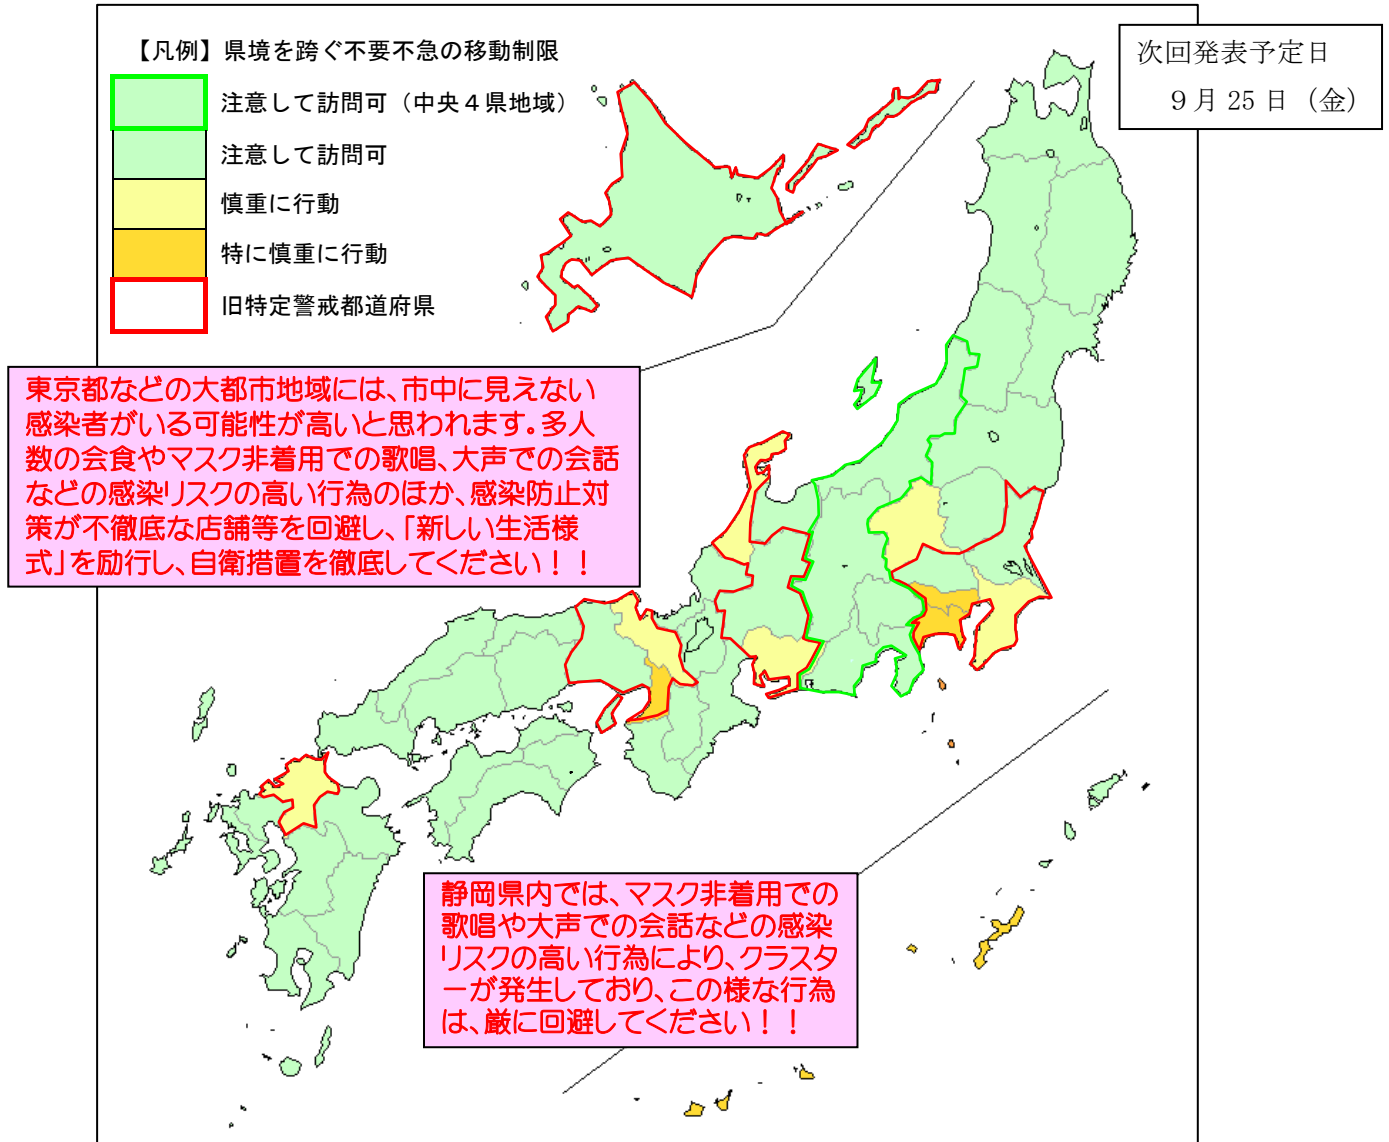 【凡例】県境を跨ぐ不要不急の移動制限
注意して訪問可（中央４県地域）
注意して訪問可
慎重に行動
特に慎重に行動
旧特定警戒都道府県
次回発表予定日
９月 25 日（金）
東京都などの大都市地域には、市中に見えない
感染者がいる可能性が高いと思われます。多人
数の会食やマスク非着用での歌唱、大声での会話
などの感染リスクの高い行為のほか、感染防止対
策が不徹底な店舗等を回避し、「新しい生活様
式」を励行し、自衛措置を徹底してください！！
静岡県内では、マスク非着用での
歌唱や大声での会話などの感染
リスクの高い行為により、クラスタ
ーが発生しており、この様な行為
は、厳に回避してください！！